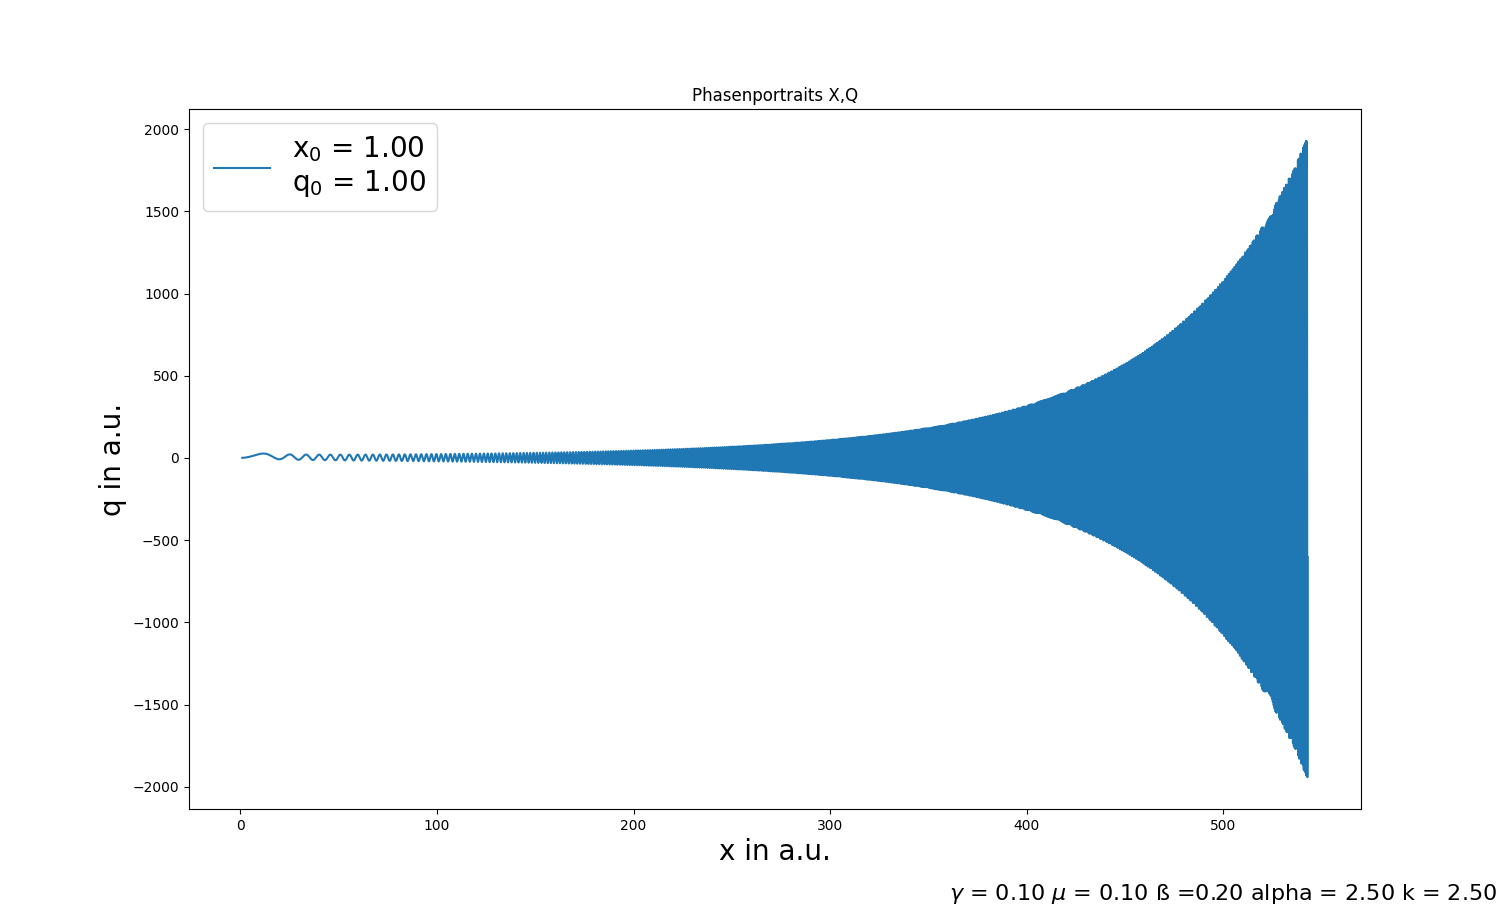 Phasenportraits X,Q
x₀ = 1.00
q₀ = 1.00
2000
1500
1000
500
0
−500
−1000
−1500
−2000
q in a.u.
0 100 200 300 400 500
x in a.u.
γ = 0.10 μ = 0.10 ß =0.20 alpha = 2.50 k = 2.50